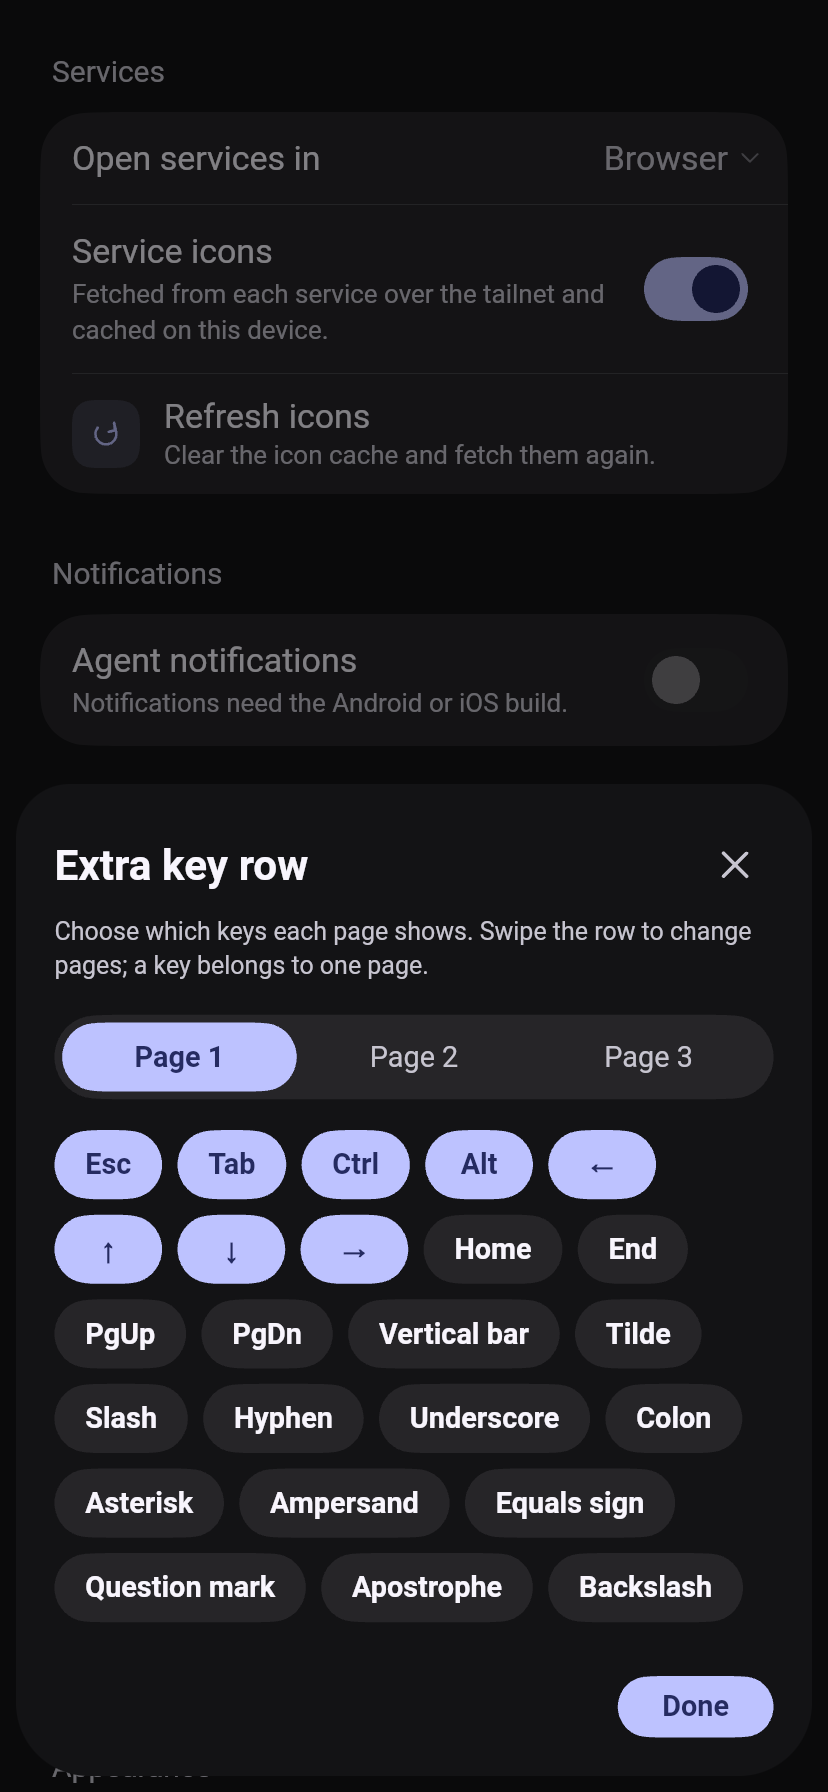 Services
Open services in
Browser
Service icons
Fetched from each service over the tailnet and
cached on this device.
Refresh icons
Clear the icon cache and fetch them again.
Notifications
Agent notifications
Notifications need the Android or iOS build.
Extra key row
Choose which keys each page shows. Swipe the row to change
pages; a key belongs to one page.
Page 1 Page 2 Page 3
Esc Tab Ctrl Alt ←
↑ ↓ → Home End
PgUp PgDn Vertical bar Tilde
Slash Hyphen Underscore Colon
Asterisk Ampersand Equals sign
Question mark Apostrophe Backslash
Done